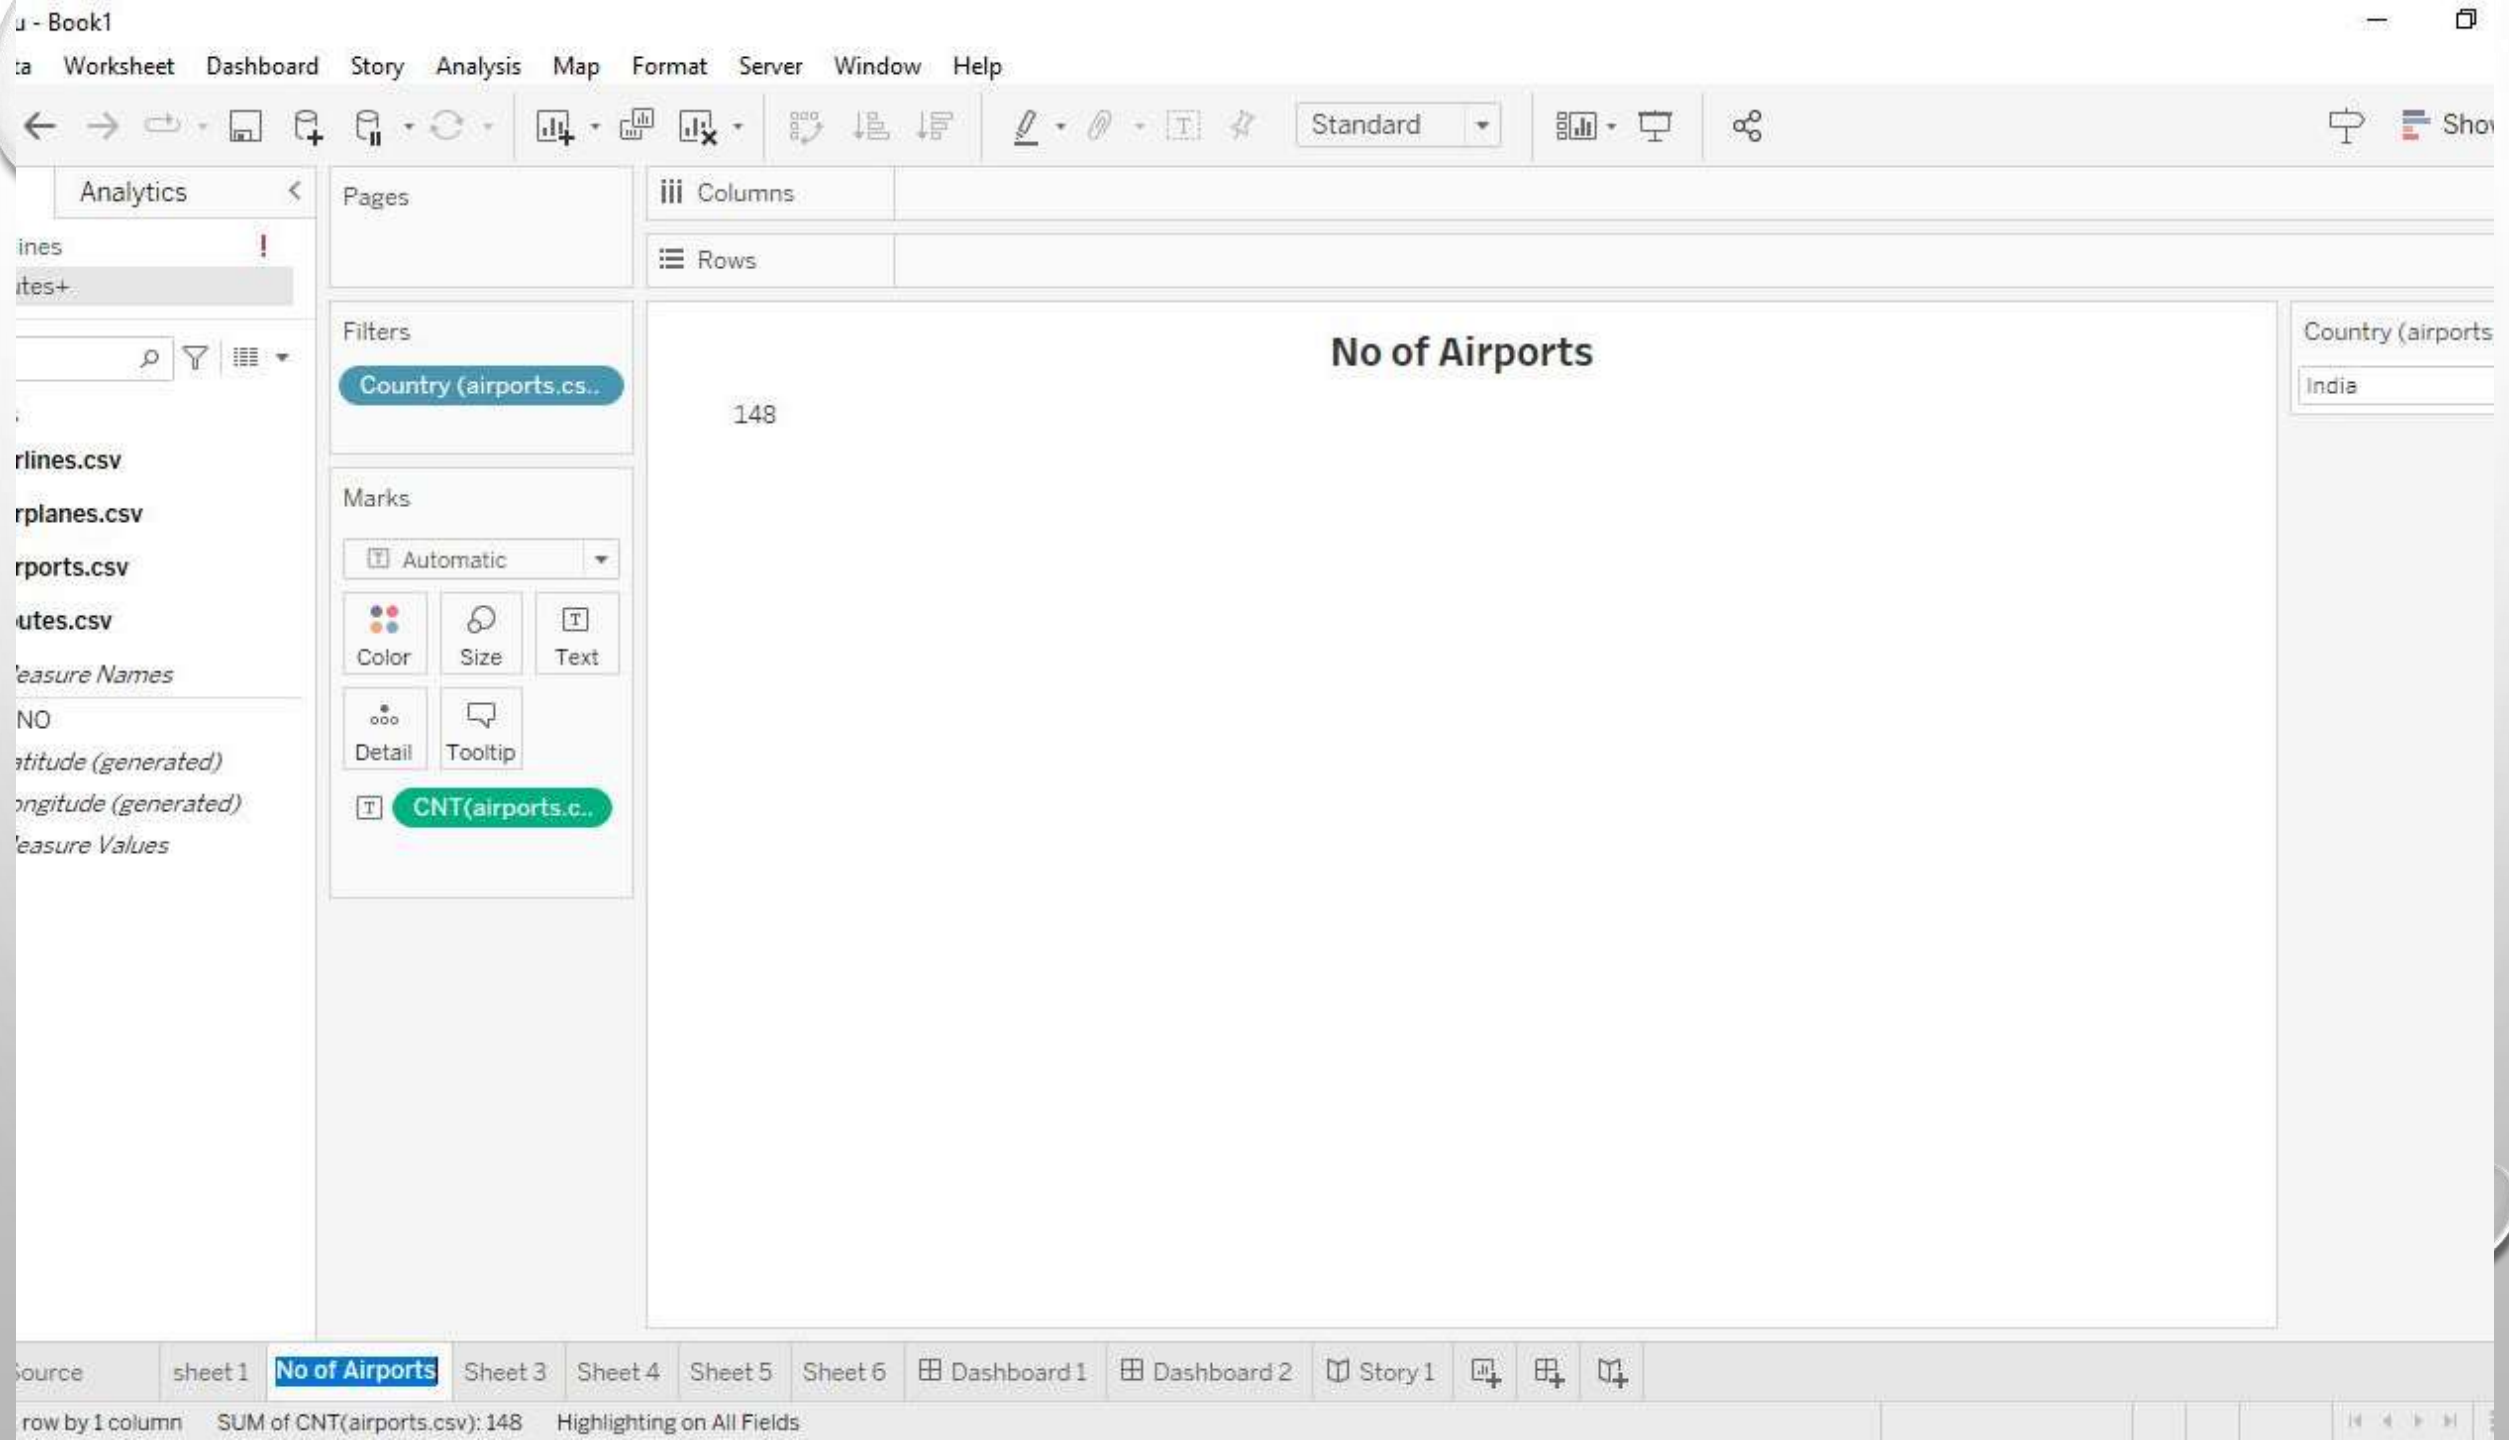 u - Book1
ta Worksheet Dashboard Story Analysis Map Format Server Window Help
Standard
Show
Analytics
ines !
utes+
rlines.csv
rplanes.csv
rports.csv
outes.csv
easure Names
NO
atitude (generated)
ongitude (generated)
easure Values
Pages
Filters
Country (airports.cs..
Marks
Automatic
Color Size Text
Detail Tooltip
CNT(airports.c..
Columns
Rows
No of Airports
148
Country (airports
India
Source sheet 1 No of Airports Sheet 3 Sheet 4 Sheet 5 Sheet 6 Dashboard 1 Dashboard 2 Story 1
row by 1 column SUM of CNT(airports.csv): 148 Highlighting on All Fields